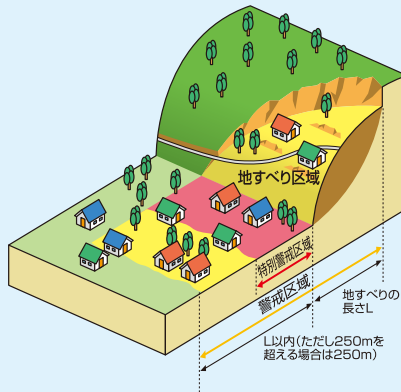 地すべり区域
特別警戒区域
警戒区域
地すべりの
長さL
L以内(ただし250mを
超える場合は250m)